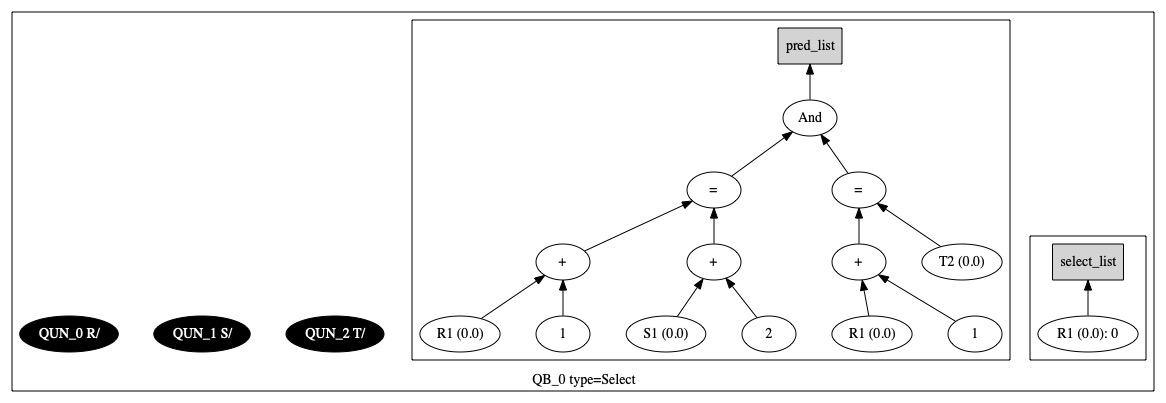 pred_list
And
=
=
+
+
+
T2 (0.0)
select_list
QUN_0 R/
QUN_1 S/
QUN_2 T/
R1 (0.0)
1
S1 (0.0)
2
R1 (0.0)
1
R1 (0.0): 0
QB_0 type=Select